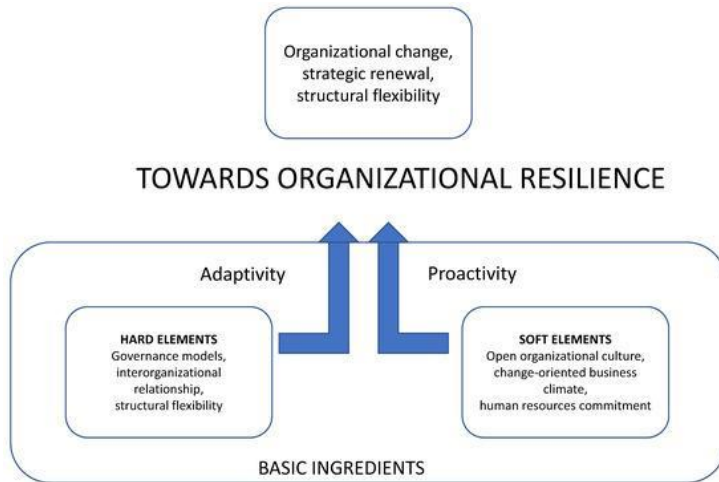 Organizational change,
strategic renewal,
structural flexibility
TOWARDS ORGANIZATIONAL RESILIENCE
Adaptivity
Proactivity
HARD ELEMENTS
Governance models,
interorganizational
relationship,
structural flexibility
SOFT ELEMENTS
Open organizational culture,
change-oriented business
climate,
human resources commitment
BASIC INGREDIENTS